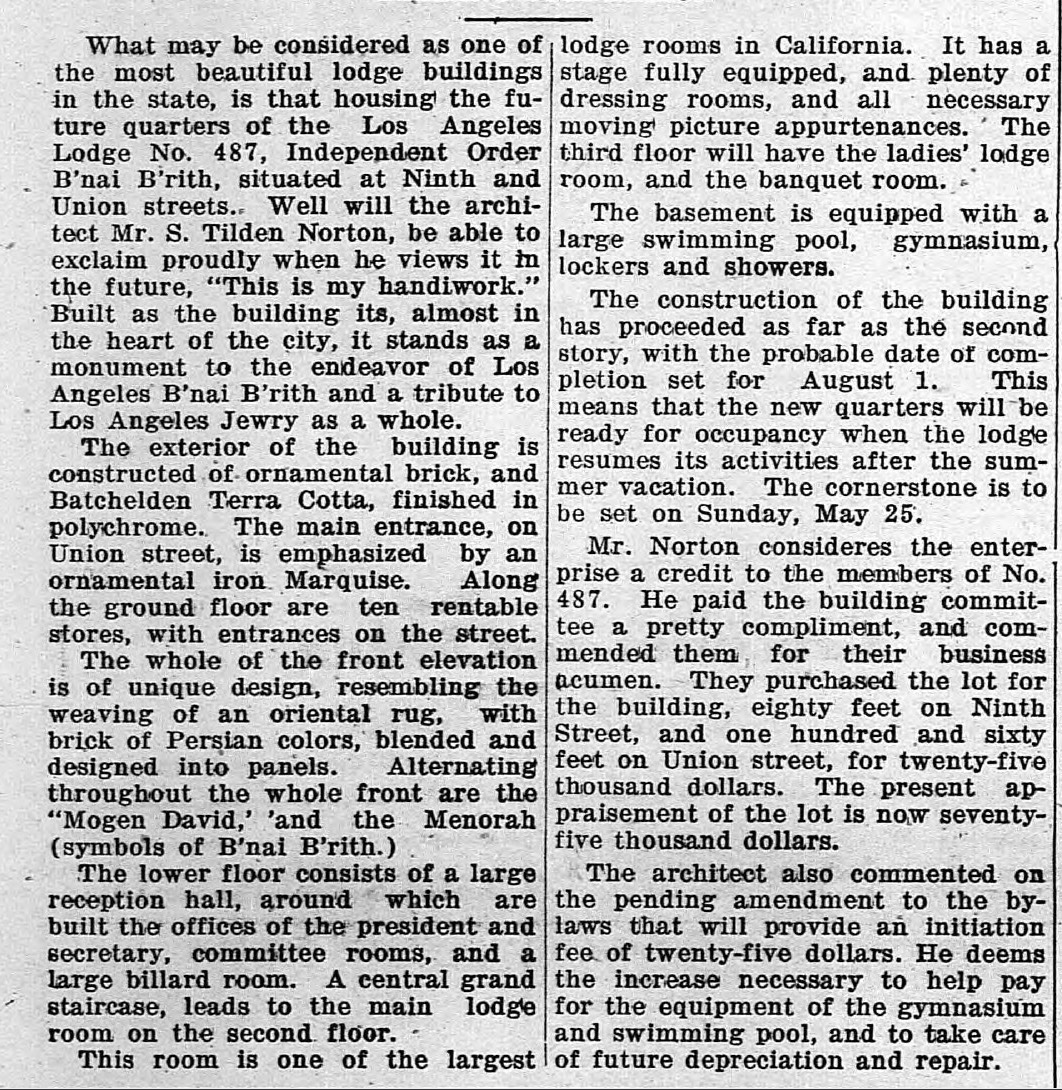 What may be considered as one of
the most beautiful lodge buildings
in the state, is that housing the fu-
ture quarters of the Los Angeles
Lodge No. 487, Independent Order
B'nai B'rith, situated at Ninth and
Union streets. Well will the archi-
tect Mr. S. Tilden Norton, be able to
exclaim proudly when he views it in
the future, "This is my handiwork."
Built as the building its, almost in
the heart of the city, it stands as a
monument to the endeavor of Los
Angeles B'nai B'rith and a tribute to
Los Angeles Jewry as a whole.
The exterior of the building is
constructed of ornamental brick, and
Batchelden Terra Cotta, finished in
polychrome. The main entrance, on
Union street, is emphasized by an
ornamental iron Marquise. Along
the ground floor are ten rentable
stores, with entrances on the street.
The whole of the front elevation
is of unique design, resembling the
weaving of an oriental rug, with
brick of Persian colors, blended and
designed into panels. Alternating
throughout the whole front are the
"Mogen David,' 'and the Menorah
(symbols of B'nai B'rith.)
The lower floor consists of a large
reception hall, around which are
built the offices of the president and
secretary, committee rooms, and a
large billard room. A central grand
staircase, leads to the main lodge
room on the second floor.
This room is one of the largest
lodge rooms in California. It has a
stage fully equipped, and plenty of
dressing rooms, and all necessary
moving picture appurtenances. The
third floor will have the ladies' lodge
room, and the banquet room.
The basement is equipped with a
large swimming pool, gymnasium,
lockers and showers.
The construction of the building
has proceeded as far as the second
story, with the probable date of com-
pletion set for August 1. This
means that the new quarters will be
ready for occupancy when the lodge
resumes its activities after the sum-
mer vacation. The cornerstone is to
be set on Sunday, May 25.
Mr. Norton consideres the enter-
prise a credit to the members of No.
487. He paid the building commit-
tee a pretty compliment, and com-
mended them for their business
acumen. They purchased the lot for
the building, eighty feet on Ninth
Street, and one hundred and sixty
feet on Union street, for twenty-five
thousand dollars. The present ap-
praisement of the lot is now seventy-
five thousand dollars.
The architect also commented on
the pending amendment to the by-
laws that will provide an initiation
fee of twenty-five dollars. He deems
the increase necessary to help pay
for the equipment of the gymnasium
and swimming pool, and to take care
of future depreciation and repair.